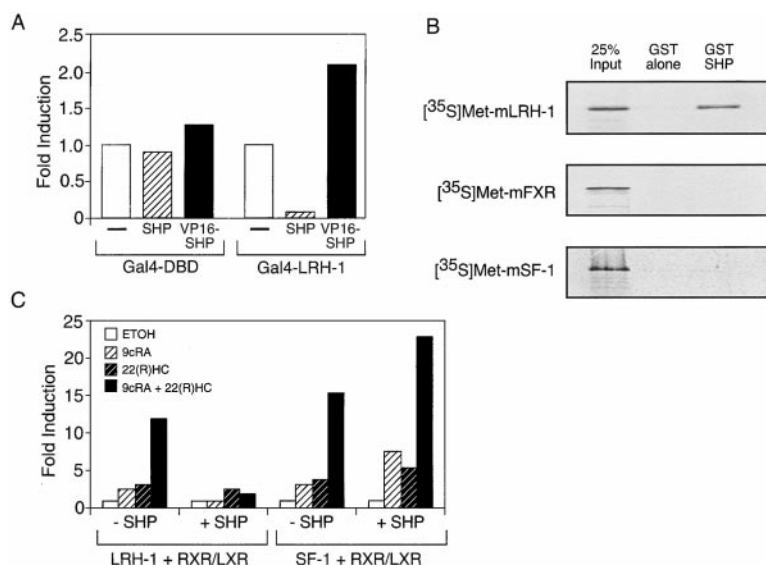 A
2.5
2.0
1.5
1.0
0.5
0
Fold Induction
— SHP VP16-SHP — SHP VP16-SHP
Gal4-DBD Gal4-LRH-1
B
25% Input GST alone GST SHP
[35S]Met-mLRH-1
[35S]Met-mFXR
[35S]Met-mSF-1
C
25
20
15
10
5
0
Fold Induction
ETOH
9cRA
22(R)HC
9cRA + 22(R)HC
- SHP + SHP - SHP + SHP
LRH-1 + RXR/LXR SF-1 + RXR/LXR